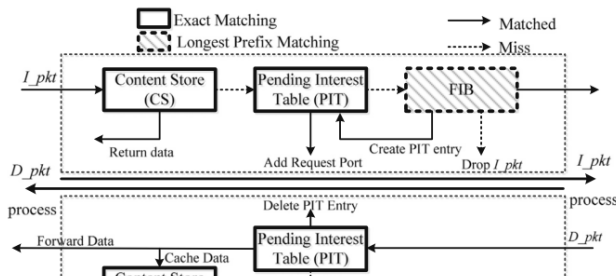 Exact Matching
Longest Prefix Matching
Matched
Miss
I_pkt
Content Store
(CS)
Pending Interest
Table (PIT)
FIB
Return data
Add Request Port
Create PIT entry
Drop I_pkt
D_pkt
I_pkt
process
process
Delete PIT Entry
Forward Data
Cache Data
Pending Interest
Table (PIT)
D_pkt
Content Store